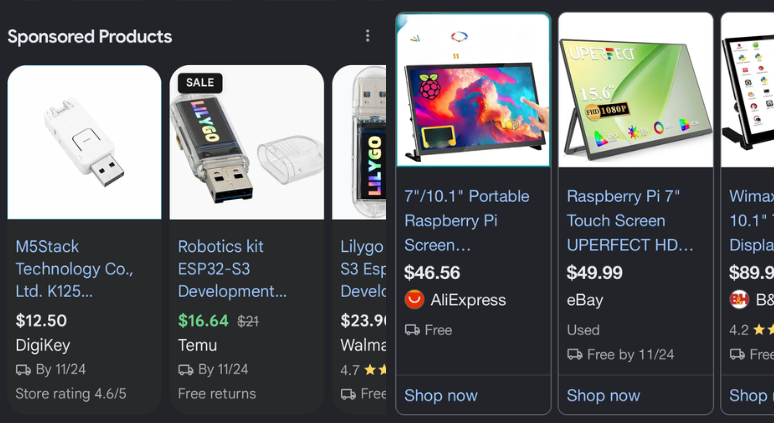 Sponsored Products
SALE
LILYGO
LILYGO
M5Stack
Technology Co.,
Ltd. K125...
$12.50
DigiKey
By 11/24
Store rating 4.6/5
Robotics kit
ESP32-S3
Development...
$16.64 $21
Temu
By 11/24
Free returns
Lilygo
S3 Esp
Develo
$23.90
Walma
4.7
Free
7"/10.1" Portable
Raspberry Pi
Screen...
$46.56
AliExpress
Free
Shop now
UPERFECT
15.6"
FHD 1080P
Raspberry Pi 7"
Touch Screen
UPERFECT HD...
$49.99
eBay
Used
Free by 11/24
Shop now
Wimax
10.1" T
Displa
$89.9
B&H B&
4.2
Free
Shop